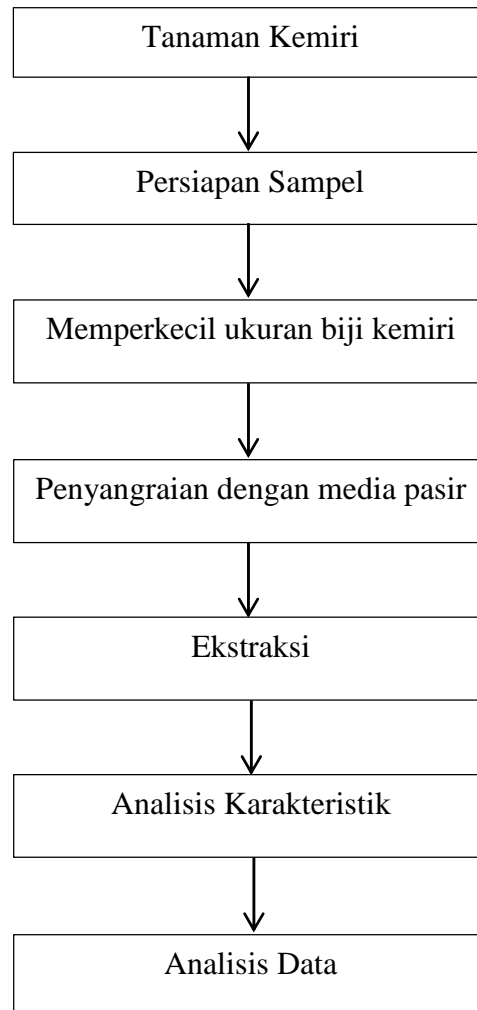 Tanaman Kemiri
Persiapan Sampel
Memperkecil ukuran biji kemiri
Penyangraian dengan media pasir
Ekstraksi
Analisis Karakteristik
Analisis Data